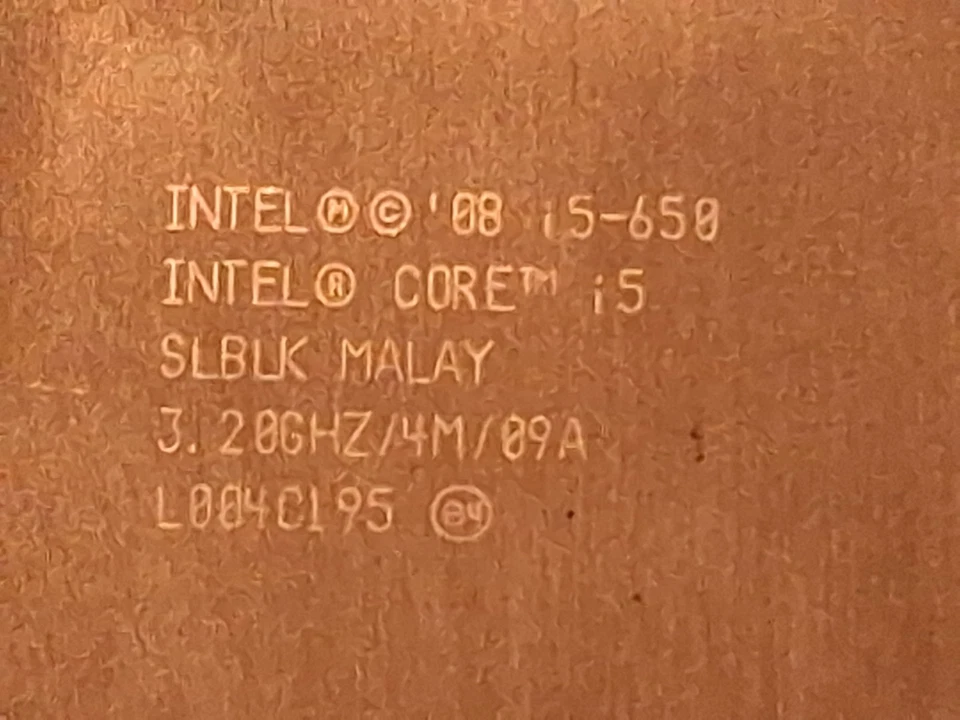 INTEL Ⓜ © '08 i5-650
INTEL® CORE™ i5
SLBLK MALAY
3.20GHZ/4M/09A
L004C195 (e4)